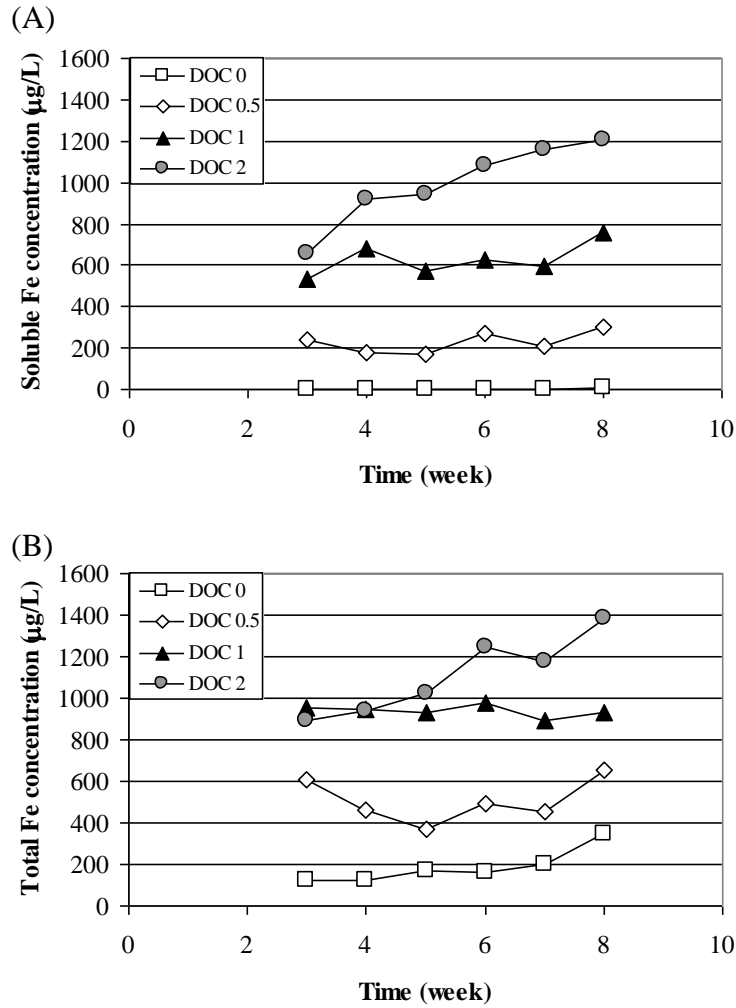 (A)
1600
1400
1200
1000
800
600
400
200
0
Soluble Fe concentration (µg/L)
DOC 0
DOC 0.5
DOC 1
DOC 2
0 2 4 6 8 10
Time (week)
(B)
1600
1400
1200
1000
800
600
400
200
0
Total Fe concentration (µg/L)
DOC 0
DOC 0.5
DOC 1
DOC 2
0 2 4 6 8 10
Time (week)